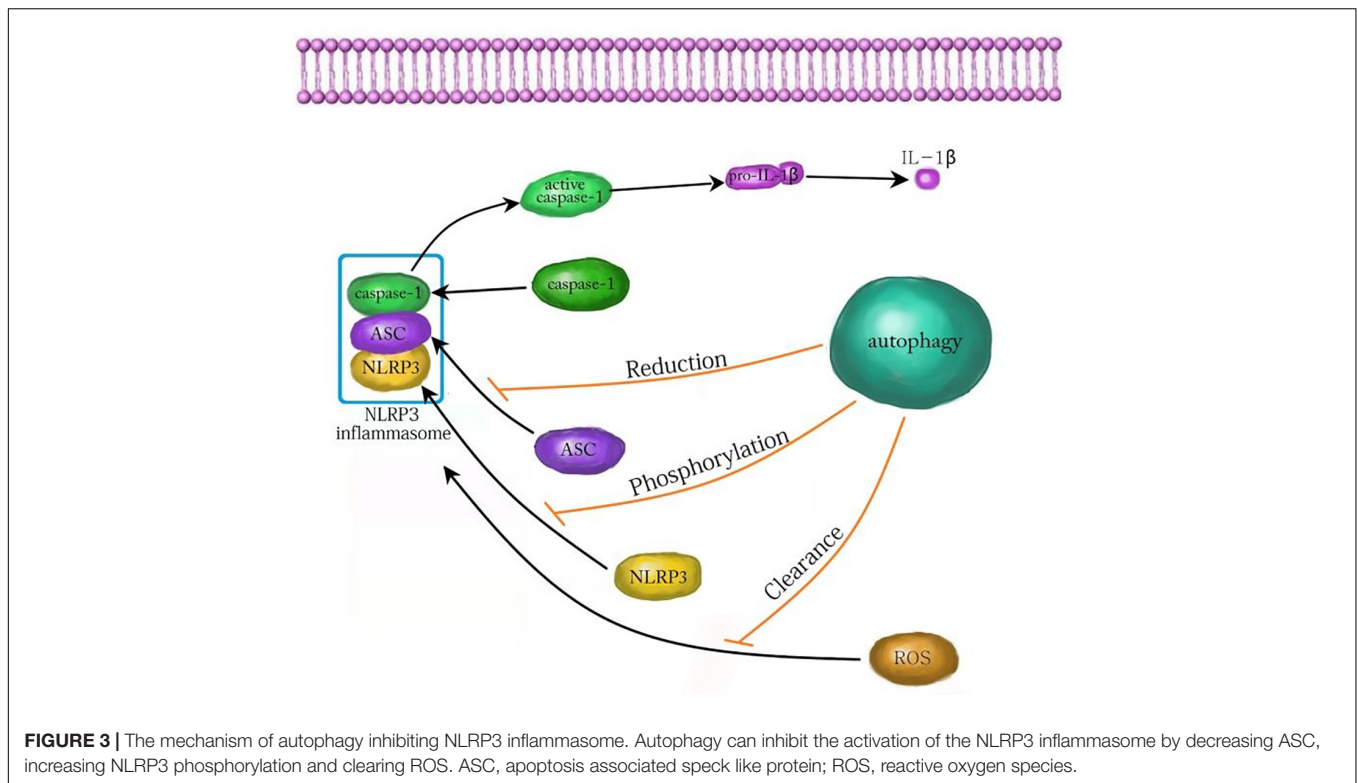 IL-1β
active
caspase-1
pro-IL-1β
caspase-1
caspase-1
ASC
NLRP3
NLRP3
inflammasome
autophagy
Reduction
ASC
Phosphorylation
NLRP3
Clearance
ROS
FIGURE 3 | The mechanism of autophagy inhibiting NLRP3 inflammasome. Autophagy can inhibit the activation of the NLRP3 inflammasome by decreasing ASC,
increasing NLRP3 phosphorylation and clearing ROS. ASC, apoptosis associated speck like protein; ROS, reactive oxygen species.